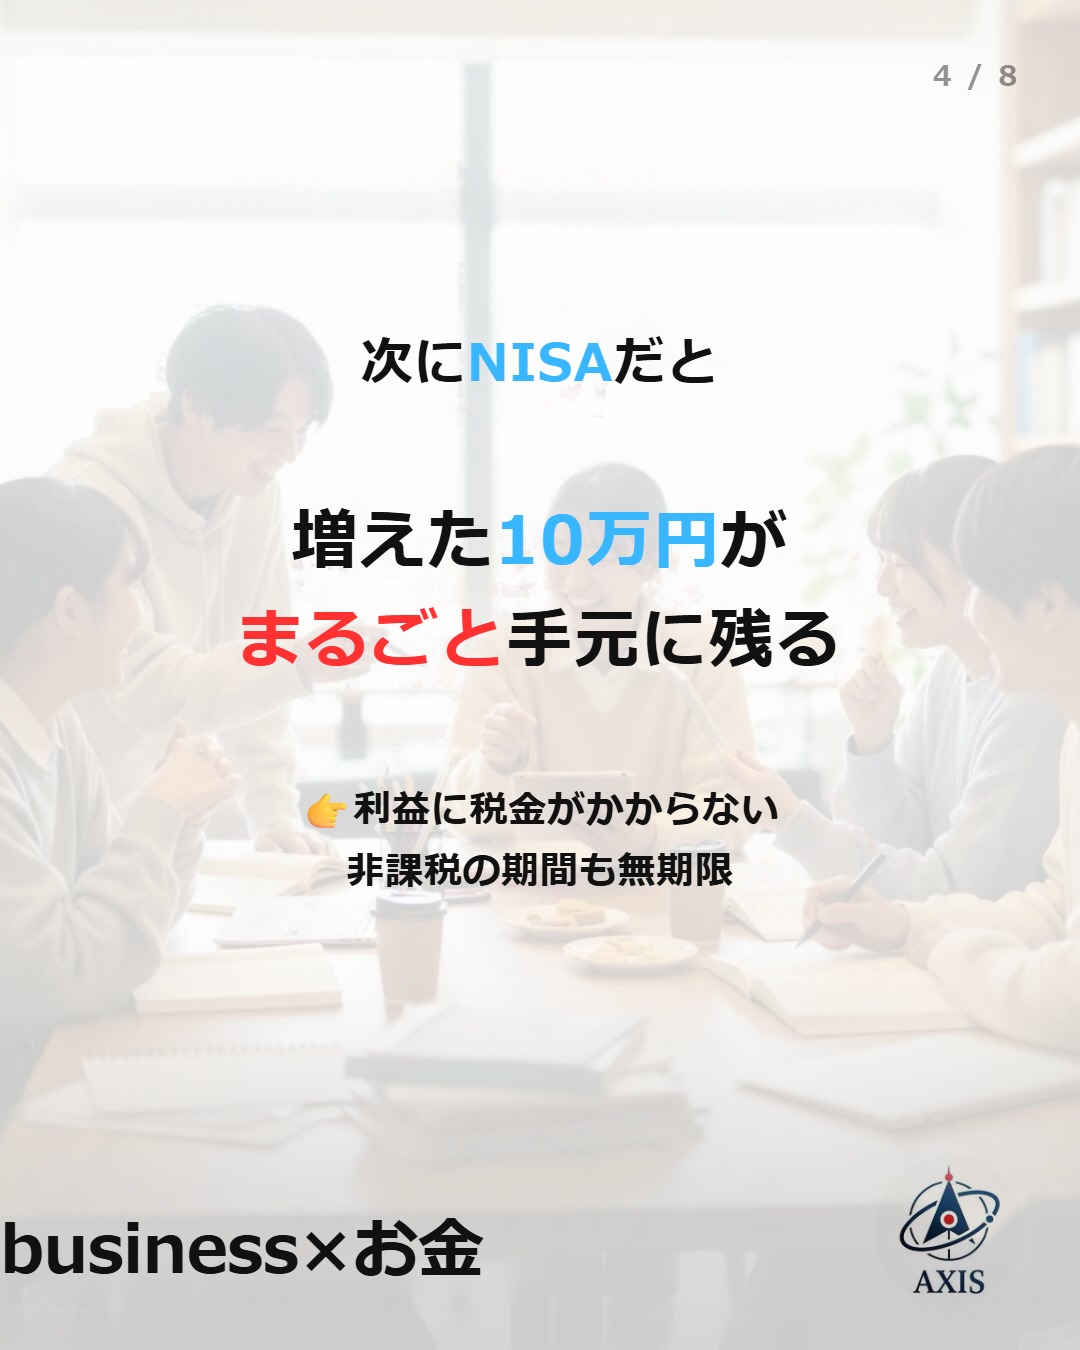 4 / 8
次にNISAだと
増えた10万円が
まるごと手元に残る
👉利益に税金がかからない
非課税の期間も無期限
business×お金
AXIS